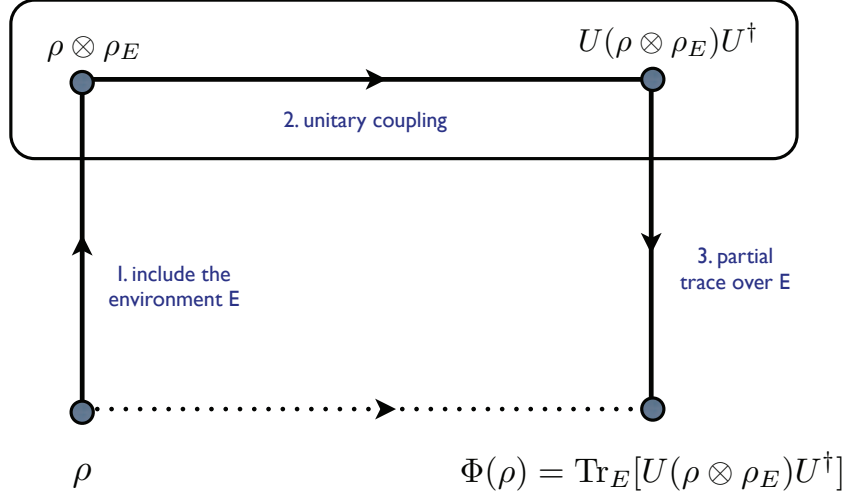 ρ ⊗ ρ_E
U(ρ ⊗ ρ_E)U†
2. unitary coupling
1. include the
environment E
3. partial
trace over E
ρ
Φ(ρ) = Tr_E[U(ρ ⊗ ρ_E)U†]